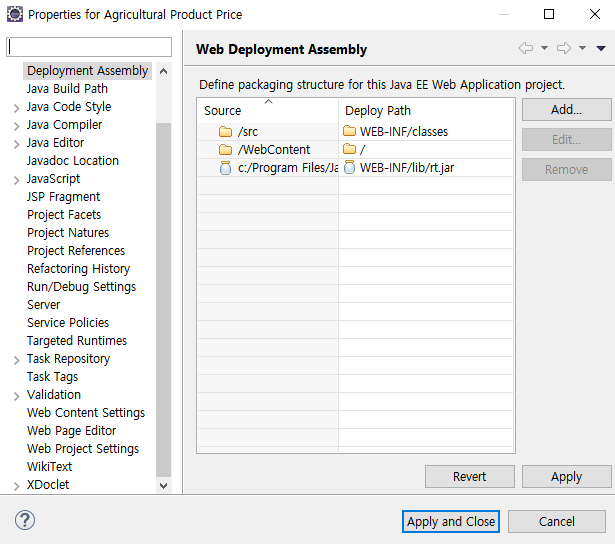 Properties for Agricultural Product Price
Web Deployment Assembly
Deployment Assembly
Java Build Path
Java Code Style
Java Compiler
Java Editor
Javadoc Location
JavaScript
JSP Fragment
Project Facets
Project Natures
Project References
Refactoring History
Run/Debug Settings
Server
Service Policies
Targeted Runtimes
Task Repository
Task Tags
Validation
Web Content Settings
Web Page Editor
Web Project Settings
WikiText
XDoclet
Define packaging structure for this Java EE Web Application project.
Source Deploy Path
/src WEB-INF/classes
/WebContent /
c:/Program Files/Ja WEB-INF/lib/rt.jar
Add...
Edit...
Remove
Revert Apply
? Apply and Close Cancel